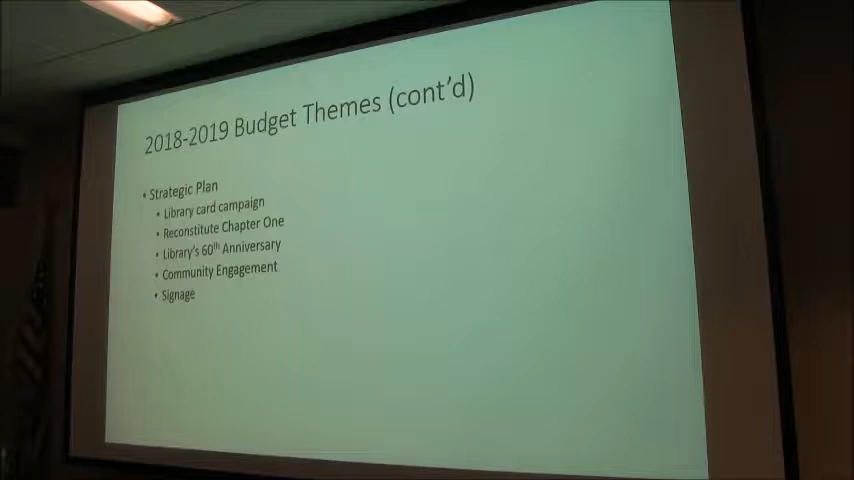 2018-2019 Budget Themes (cont'd)
• Strategic Plan
• Library card campaign
• Reconstitute Chapter One
• Library's 60th Anniversary
• Community Engagement
• Signage